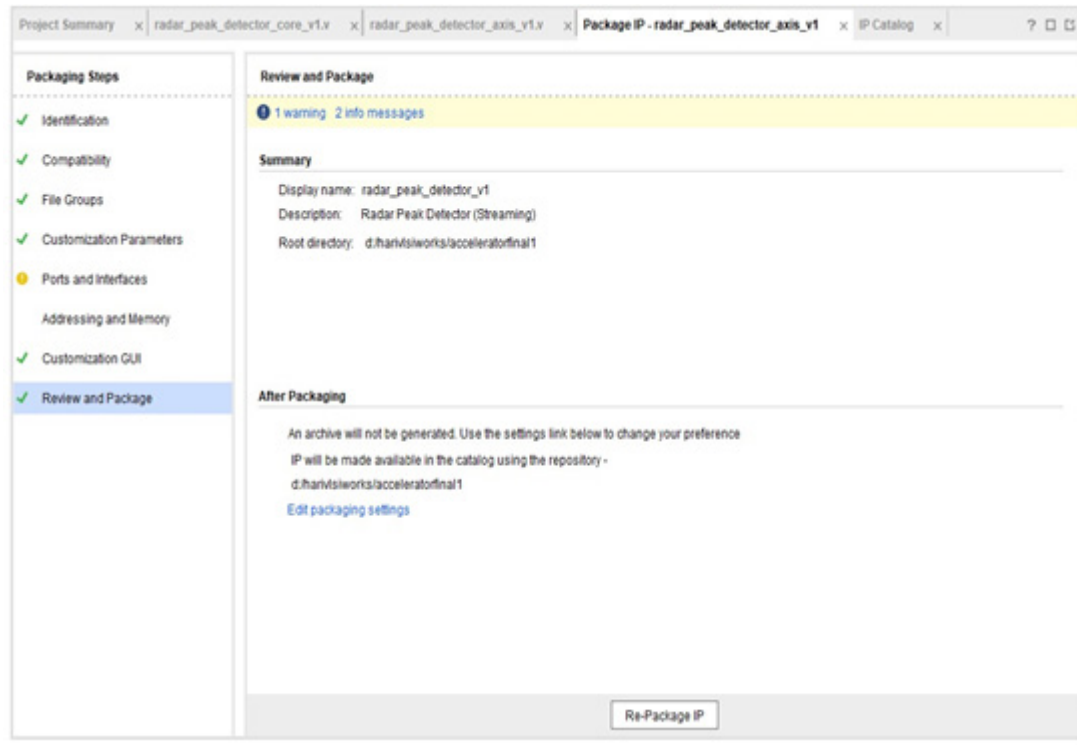 Project Summary x radar_peak_detector_core_v1.v x radar_peak_detector_axis_v1.v x Package IP - radar_peak_detector_axis_v1 x IP Catalog x ?
Packaging Steps
Identification
Compatibility
File Groups
Customization Parameters
Ports and Interfaces
Addressing and Memory
Customization GUI
Review and Package
Review and Package
1 warning 2 info messages
Summary
Display name: radar_peak_detector_v1
Description: Radar Peak Detector (Streaming)
Root directory: d:/harivlsiworks/acceleratorfinal1
After Packaging
An archive will not be generated. Use the settings link below to change your preference
IP will be made available in the catalog using the repository -
d:/harivlsiworks/acceleratorfinal1
Edit packaging settings
Re-Package IP